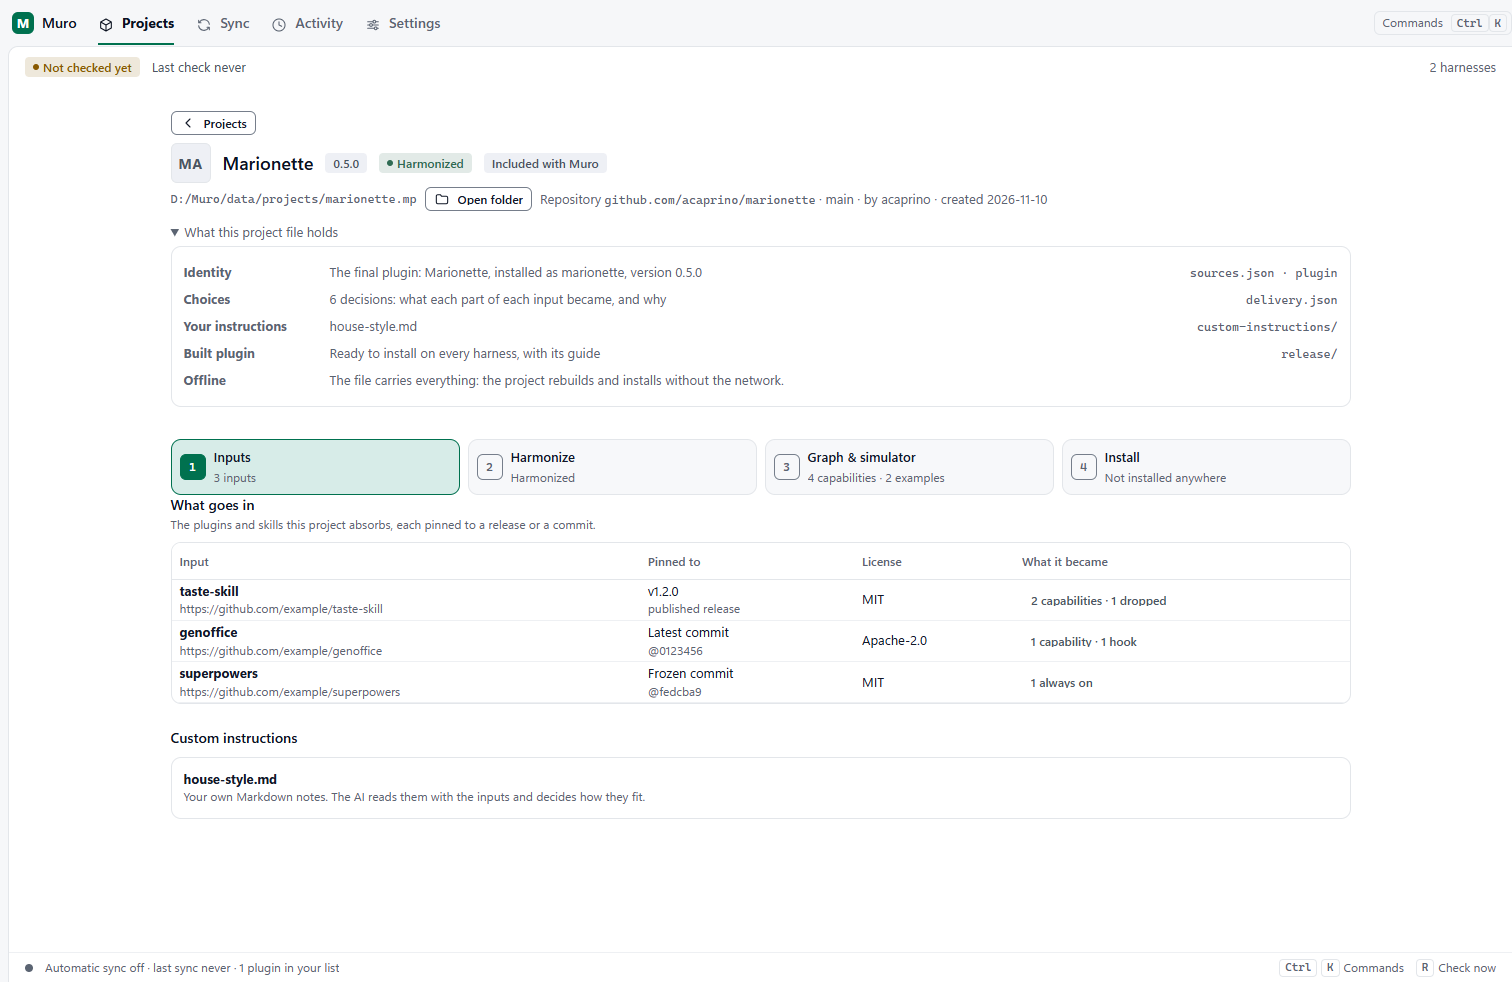 M Muro Projects Sync Activity Settings Commands Ctrl K
Not checked yet Last check never 2 harnesses
Projects
MA Marionette 0.5.0 Harmonized Included with Muro
D:/Muro/data/projects/marionette.mp Open folder Repository github.com/acaprino/marionette · main · by acaprino · created 2026-11-10
▼ What this project file holds
Identity The final plugin: Marionette, installed as marionette, version 0.5.0 sources.json · plugin
Choices 6 decisions: what each part of each input became, and why delivery.json
Your instructions house-style.md custom-instructions/
Built plugin Ready to install on every harness, with its guide release/
Offline The file carries everything: the project rebuilds and installs without the network.
1 Inputs
3 inputs
2 Harmonize
Harmonized
3 Graph & simulator
4 capabilities · 2 examples
4 Install
Not installed anywhere
What goes in
The plugins and skills this project absorbs, each pinned to a release or a commit.
Input Pinned to License What it became
taste-skill v1.2.0 MIT 2 capabilities · 1 dropped
https://github.com/example/taste-skill published release
genoffice Latest commit Apache-2.0 1 capability · 1 hook
https://github.com/example/genoffice @0123456
superpowers Frozen commit MIT 1 always on
https://github.com/example/superpowers @fedcba9
Custom instructions
house-style.md
Your own Markdown notes. The AI reads them with the inputs and decides how they fit.
Automatic sync off · last sync never · 1 plugin in your list Ctrl K Commands R Check now